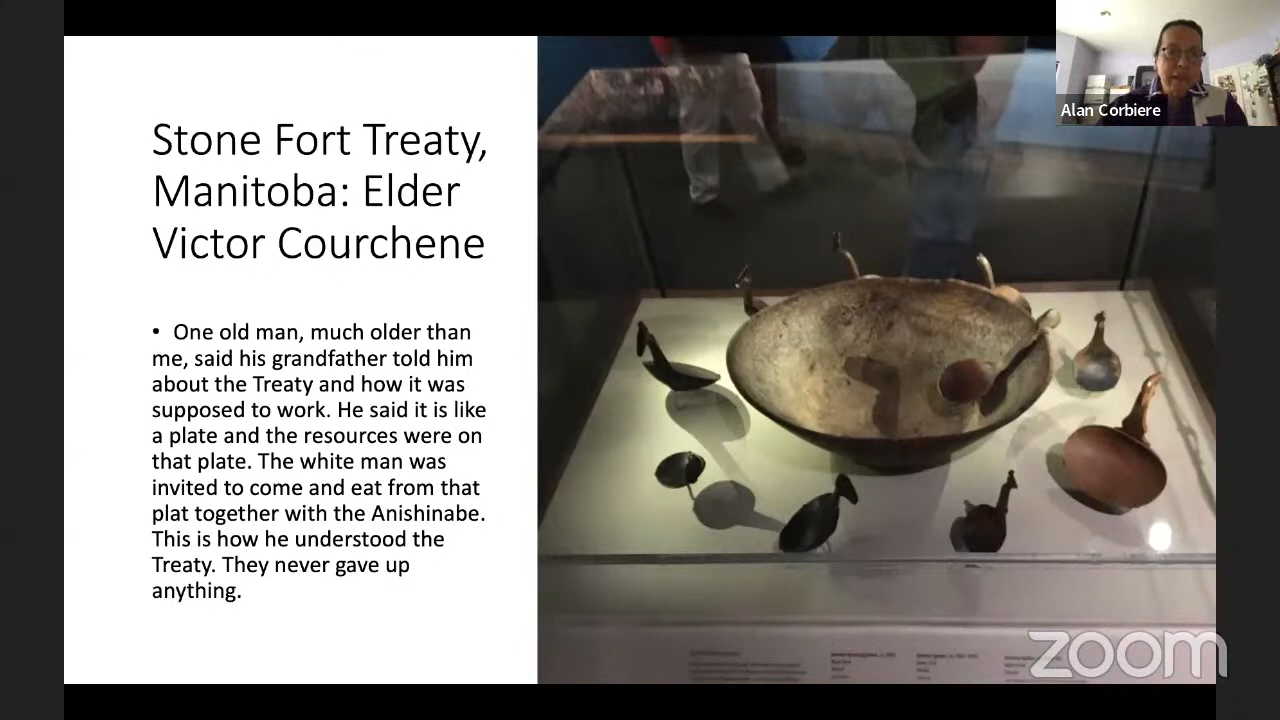 Stone Fort Treaty,
Manitoba: Elder
Victor Courchene
• One old man, much older than
me, said his grandfather told him
about the Treaty and how it was
supposed to work. He said it is like
a plate and the resources were on
that plate. The white man was
invited to come and eat from that
plat together with the Anishinabe.
This is how he understood the
Treaty. They never gave up
anything.
Alan Corbiere
zoom